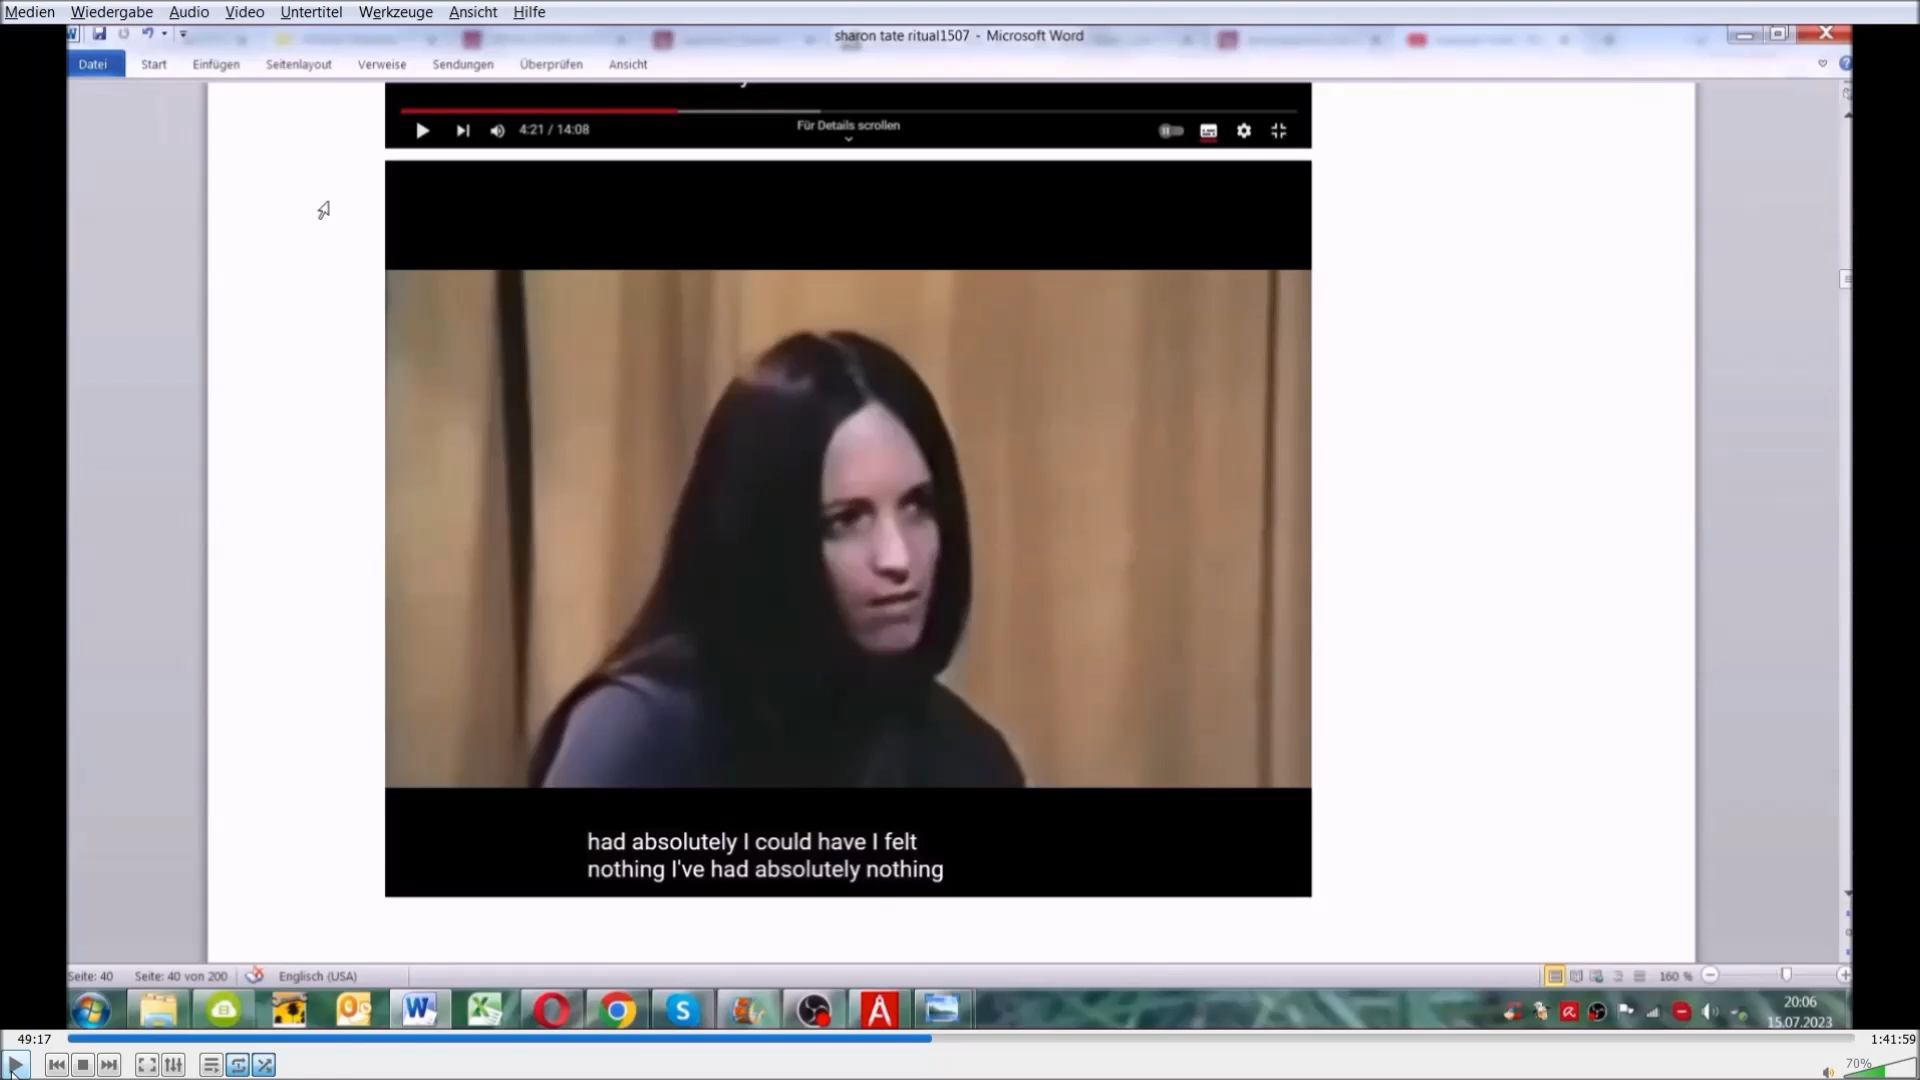 Medien Wiedergabe Audio Video Untertitel Werkzeuge Ansicht Hilfe
sharon tate ritual1507 - Microsoft Word
Datei Start Einfügen Seitenlayout Verweise Sendungen Überprüfen Ansicht
4:21 / 14:08
Für Details scrollen
had absolutely I could have I felt
nothing I've had absolutely nothing
Seite: 40 Seite: 40 von 200 Englisch (USA) 160 %
20:06
15.07.2023
49:17 1:41:59
70%